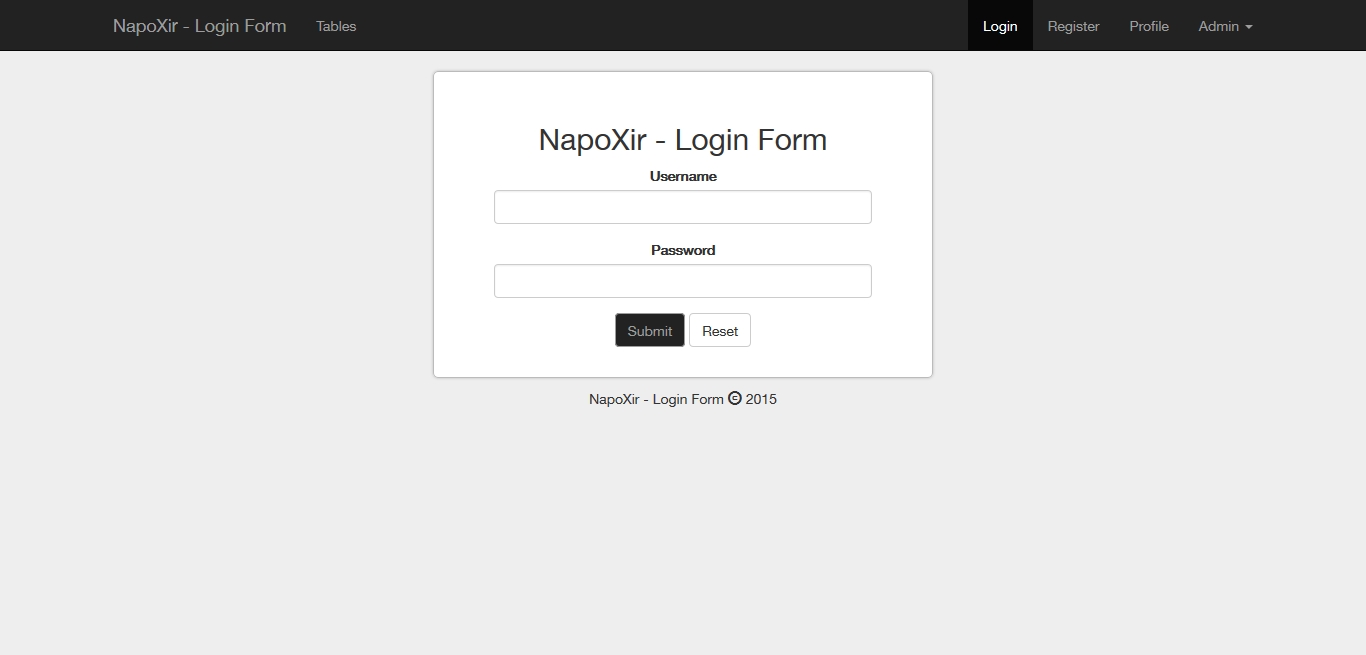 NapoXir - Login Form Tables Login Register Profile Admin
NapoXir - Login Form
Username
Password
Submit Reset
NapoXir - Login Form © 2015